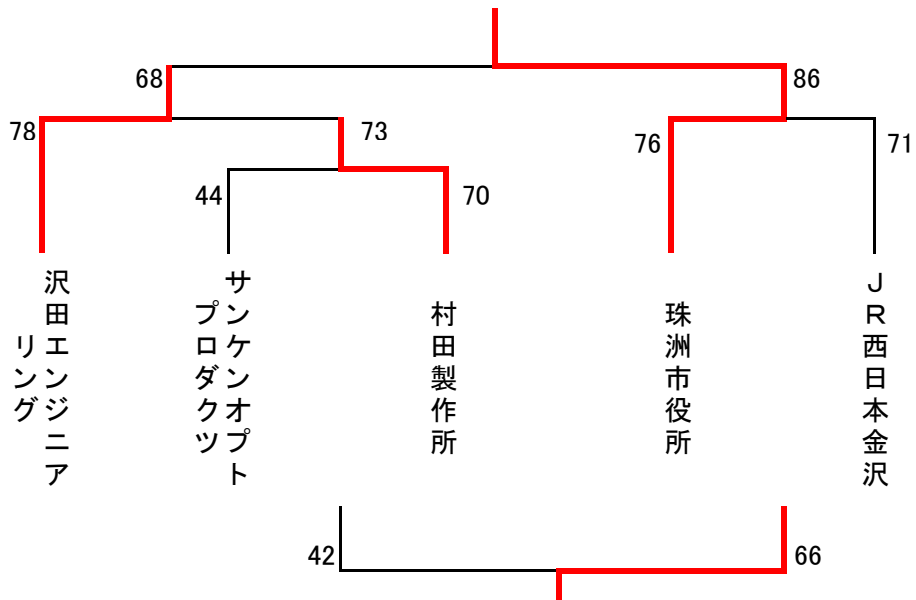 68
86
78
73
76
71
44
70
沢田エンジニア
リング
サンケンオプト
プロダクツ
村田製作所
珠洲市役所
ＪＲ西日本金沢
42
66